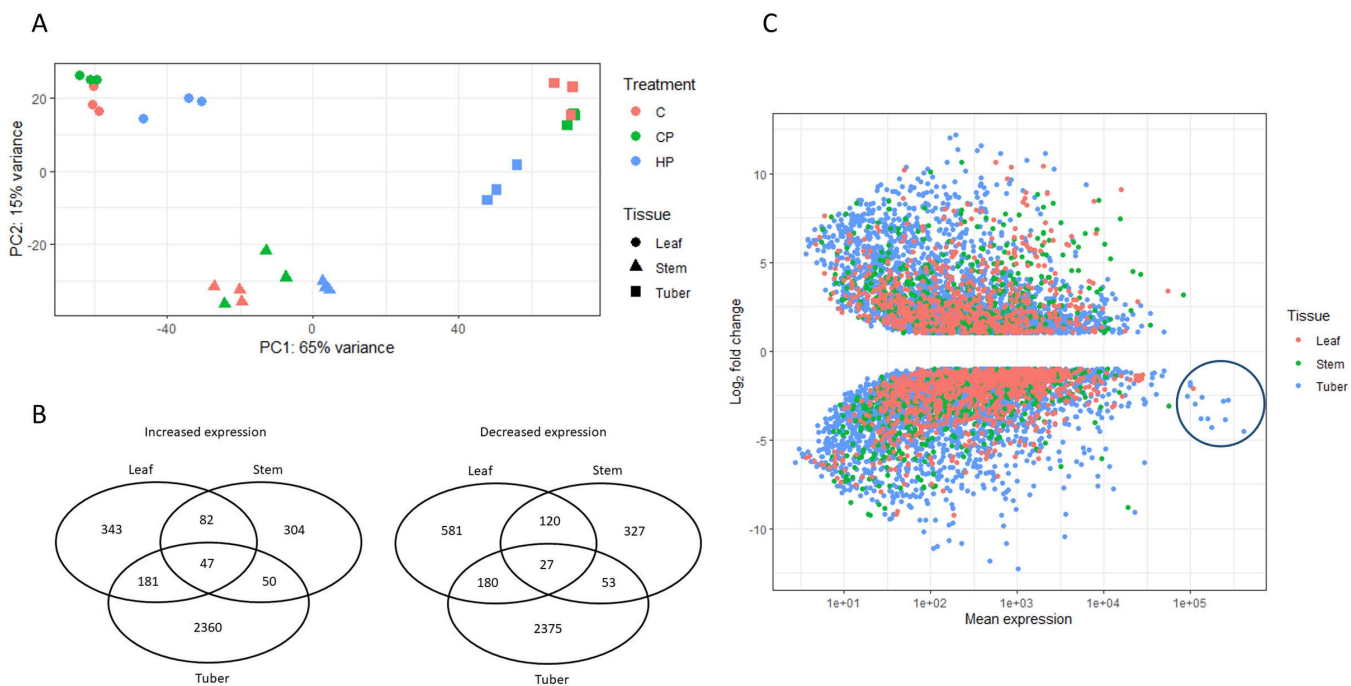 A
PC2: 15% variance
20
0
-20
-40
0
40
PC1: 65% variance
Treatment
C
CP
HP
Tissue
Leaf
Stem
Tuber
B
Increased expression
Leaf
Stem
343
82
304
47
181
50
2360
Tuber
Decreased expression
Leaf
Stem
581
120
327
27
180
53
2375
Tuber
C
Log2 fold change
10
5
0
-5
-10
1e+01
1e+02
1e+03
1e+04
1e+05
Mean expression
Tissue
Leaf
Stem
Tuber